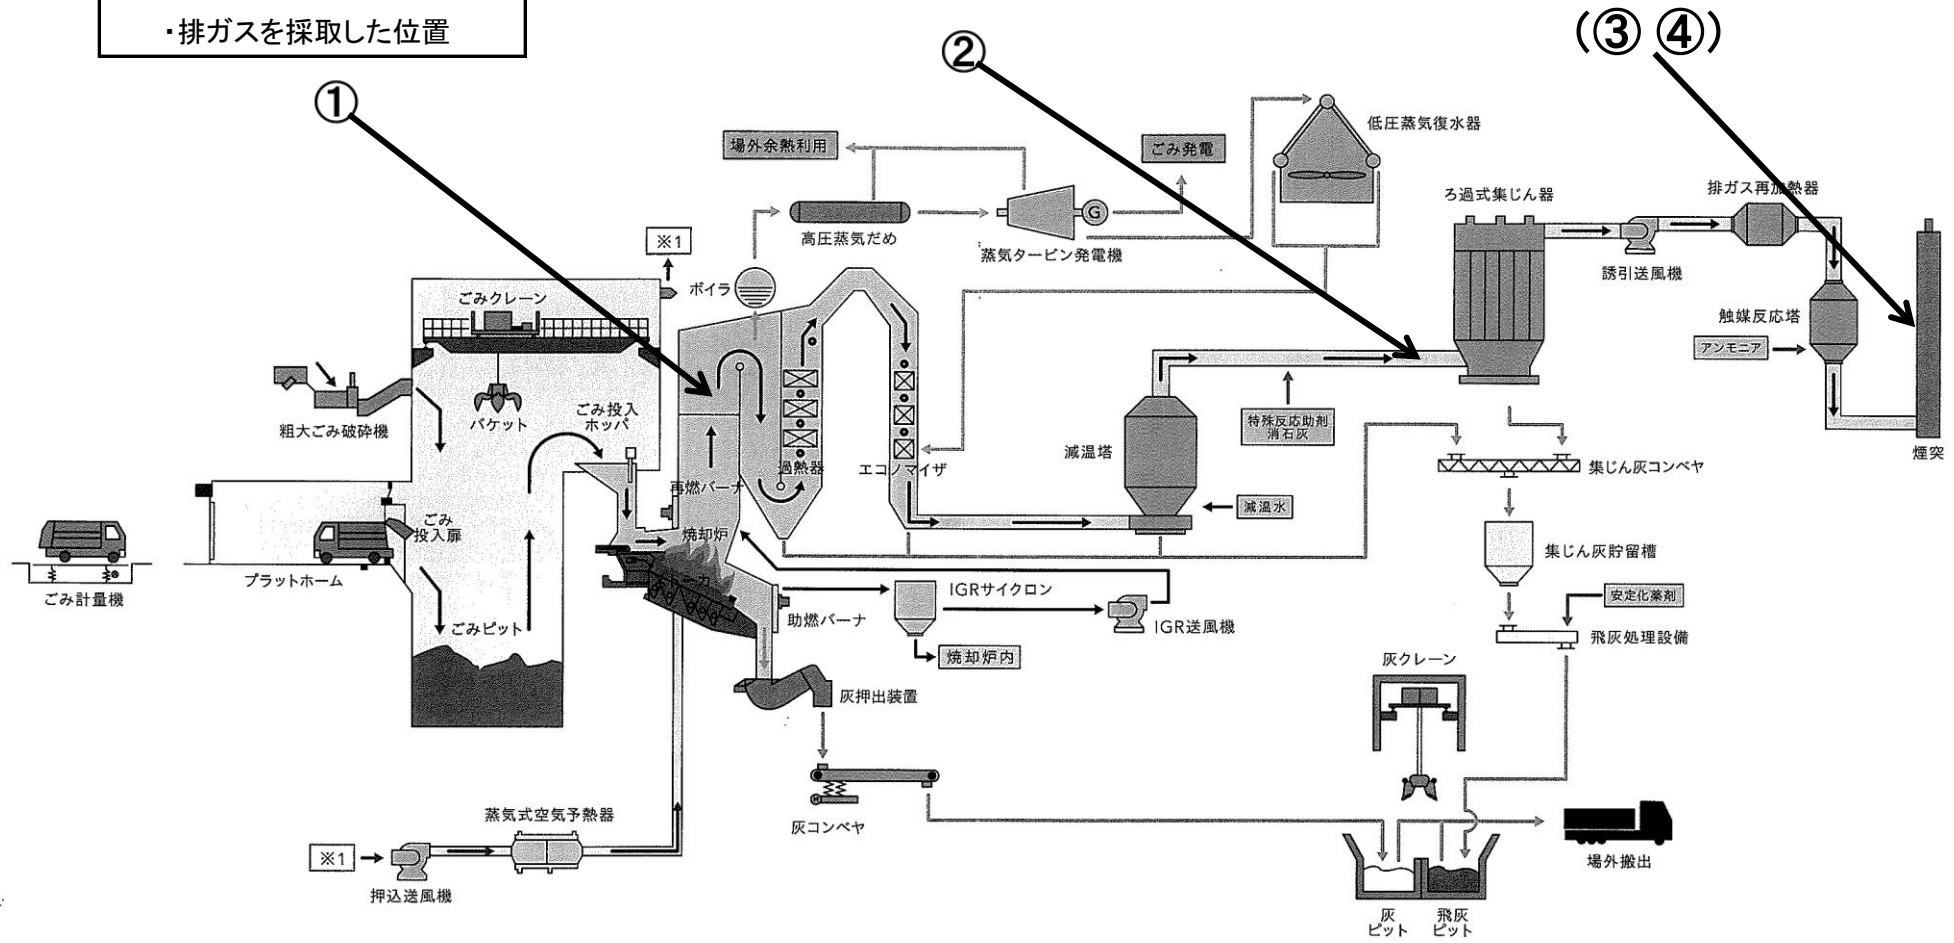 ・排ガスを採取した位置
①
②
(③ ④)
場外余熱利用
ごみ発電
低圧蒸気復水器
高圧蒸気だめ
G
蒸気タービン発電機
ろ過式集じん器
排ガス再加熱器
誘引送風機
触媒反応塔
アンモニア
煙突
※1
ボイラ
ごみクレーン
粗大ごみ破砕機
バケット
ごみ投入
ホッパ
過熱器
エコノマイザ
再燃バーナ
減温塔
特殊反応助剤
消石灰
減温水
集じん灰コンベヤ
焼却炉
ストーカ
ごみ
投入扉
プラットホーム
ごみ計量機
ごみピット
助燃バーナ
IGRサイクロン
IGR送風機
焼却炉内
集じん灰貯留槽
安定化薬剤
飛灰処理設備
灰クレーン
灰押出装置
灰コンベヤ
蒸気式空気予熱器
※1
押込送風機
場外搬出
灰
ピット
飛灰
ピット